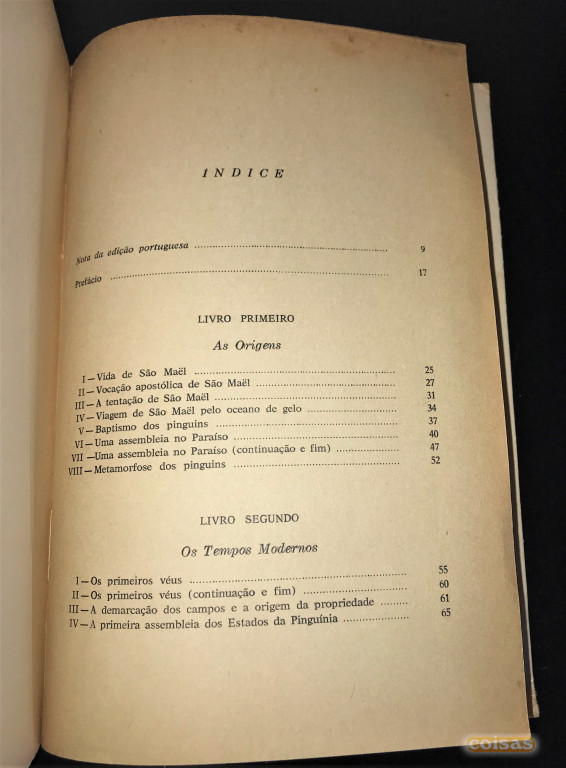 ÍNDICE
Nota da edição portuguesa ........ 9
Prefácio ........ 17
LIVRO PRIMEIRO
As Origens
I—Vida de São Maël ........ 25
II—Vocação apostólica de São Maël ........ 27
III—A tentação de São Maël ........ 31
IV—Viagem de São Maël pelo oceano de gelo ........ 34
V—Baptismo dos pinguins ........ 37
VI—Uma assembleia no Paraíso ........ 40
VII—Uma assembleia no Paraíso (continuação e fim) ........ 47
VIII—Metamorfose dos pinguins ........ 52
LIVRO SEGUNDO
Os Tempos Modernos
I—Os primeiros véus ........ 55
II—Os primeiros véus (continuação e fim) ........ 60
III—A demarcação dos campos e a origem da propriedade ........ 61
IV—A primeira assembleia dos Estados da Pinguínia ........ 65
coisas